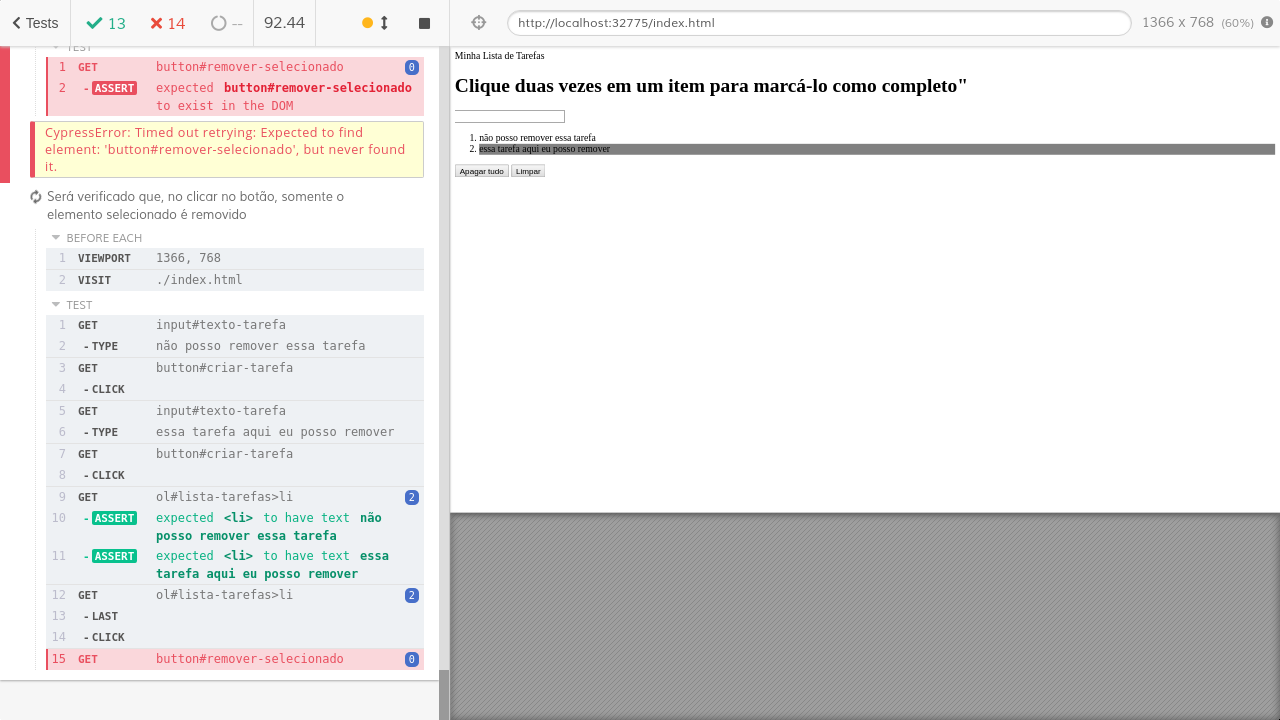 Tests
13
14
--
92.44
http://localhost:32775/index.html
1366 x 768 (60%)
TEST
1 GET button#remover-selecionado 0
2 - ASSERT expected button#remover-selecionado
to exist in the DOM
CypressError: Timed out retrying: Expected to find
element: 'button#remover-selecionado', but never found
it.
Será verificado que, no clicar no botão, somente o
elemento selecionado é removido
BEFORE EACH
1 VIEWPORT 1366, 768
2 VISIT ./index.html
TEST
1 GET input#texto-tarefa
2 - TYPE não posso remover essa tarefa
3 GET button#criar-tarefa
4 - CLICK
5 GET input#texto-tarefa
6 - TYPE essa tarefa aqui eu posso remover
7 GET button#criar-tarefa
8 - CLICK
9 GET ol#lista-tarefas>li 2
10 - ASSERT expected <li> to have text não
posso remover essa tarefa
11 - ASSERT expected <li> to have text essa
tarefa aqui eu posso remover
12 GET ol#lista-tarefas>li 2
13 - LAST
14 - CLICK
15 GET button#remover-selecionado 0
Minha Lista de Tarefas
Clique duas vezes em um item para marcá-lo como completo"
1. não posso remover essa tarefa
2. essa tarefa aqui eu posso remover
Apagar tudo Limpar